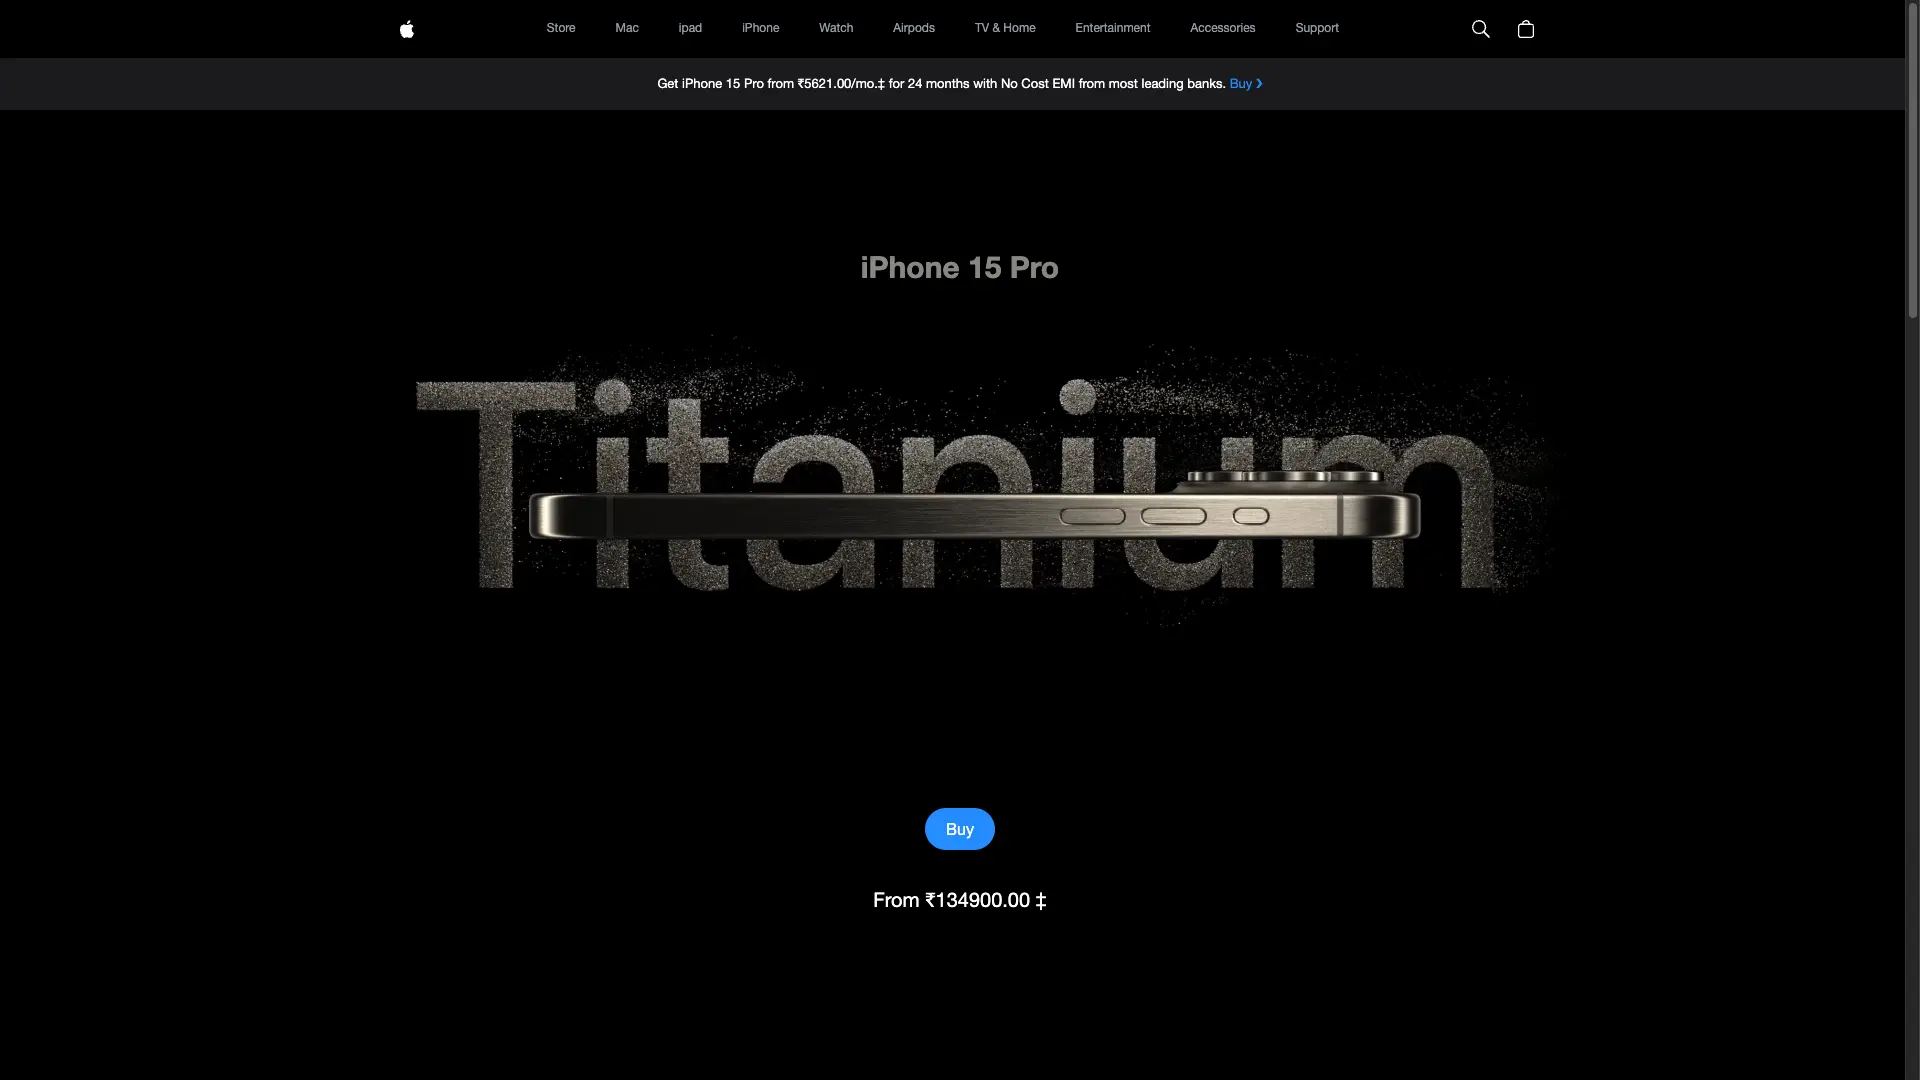 Store Mac ipad iPhone Watch Airpods TV & Home Entertainment Accessories Support
Get iPhone 15 Pro from ₹5621.00/mo.‡ for 24 months with No Cost EMI from most leading banks. Buy ›
iPhone 15 Pro
Titanium
Buy
From ₹134900.00 ‡